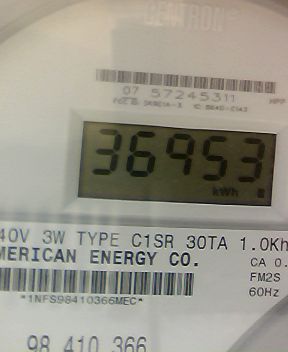 CENTRON
07 57245311
36953
kWh
40V 3W TYPE C1SR 30TA 1.0Kh
MERICAN ENERGY CO.
CA 0.
FM2S
60Hz
*1NFS98410366MEC*
98 410 366